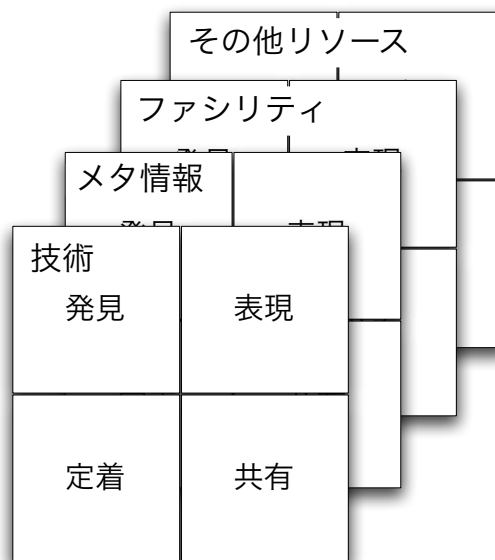 その他リソース
ファシリティ
メタ情報
技術
発見
表現
定着
共有